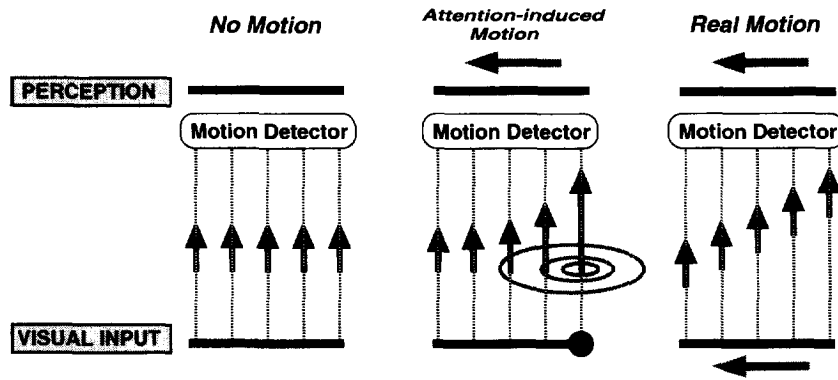 No Motion
Attention-induced
Motion
Real Motion
PERCEPTION
Motion Detector
Motion Detector
Motion Detector
VISUAL INPUT